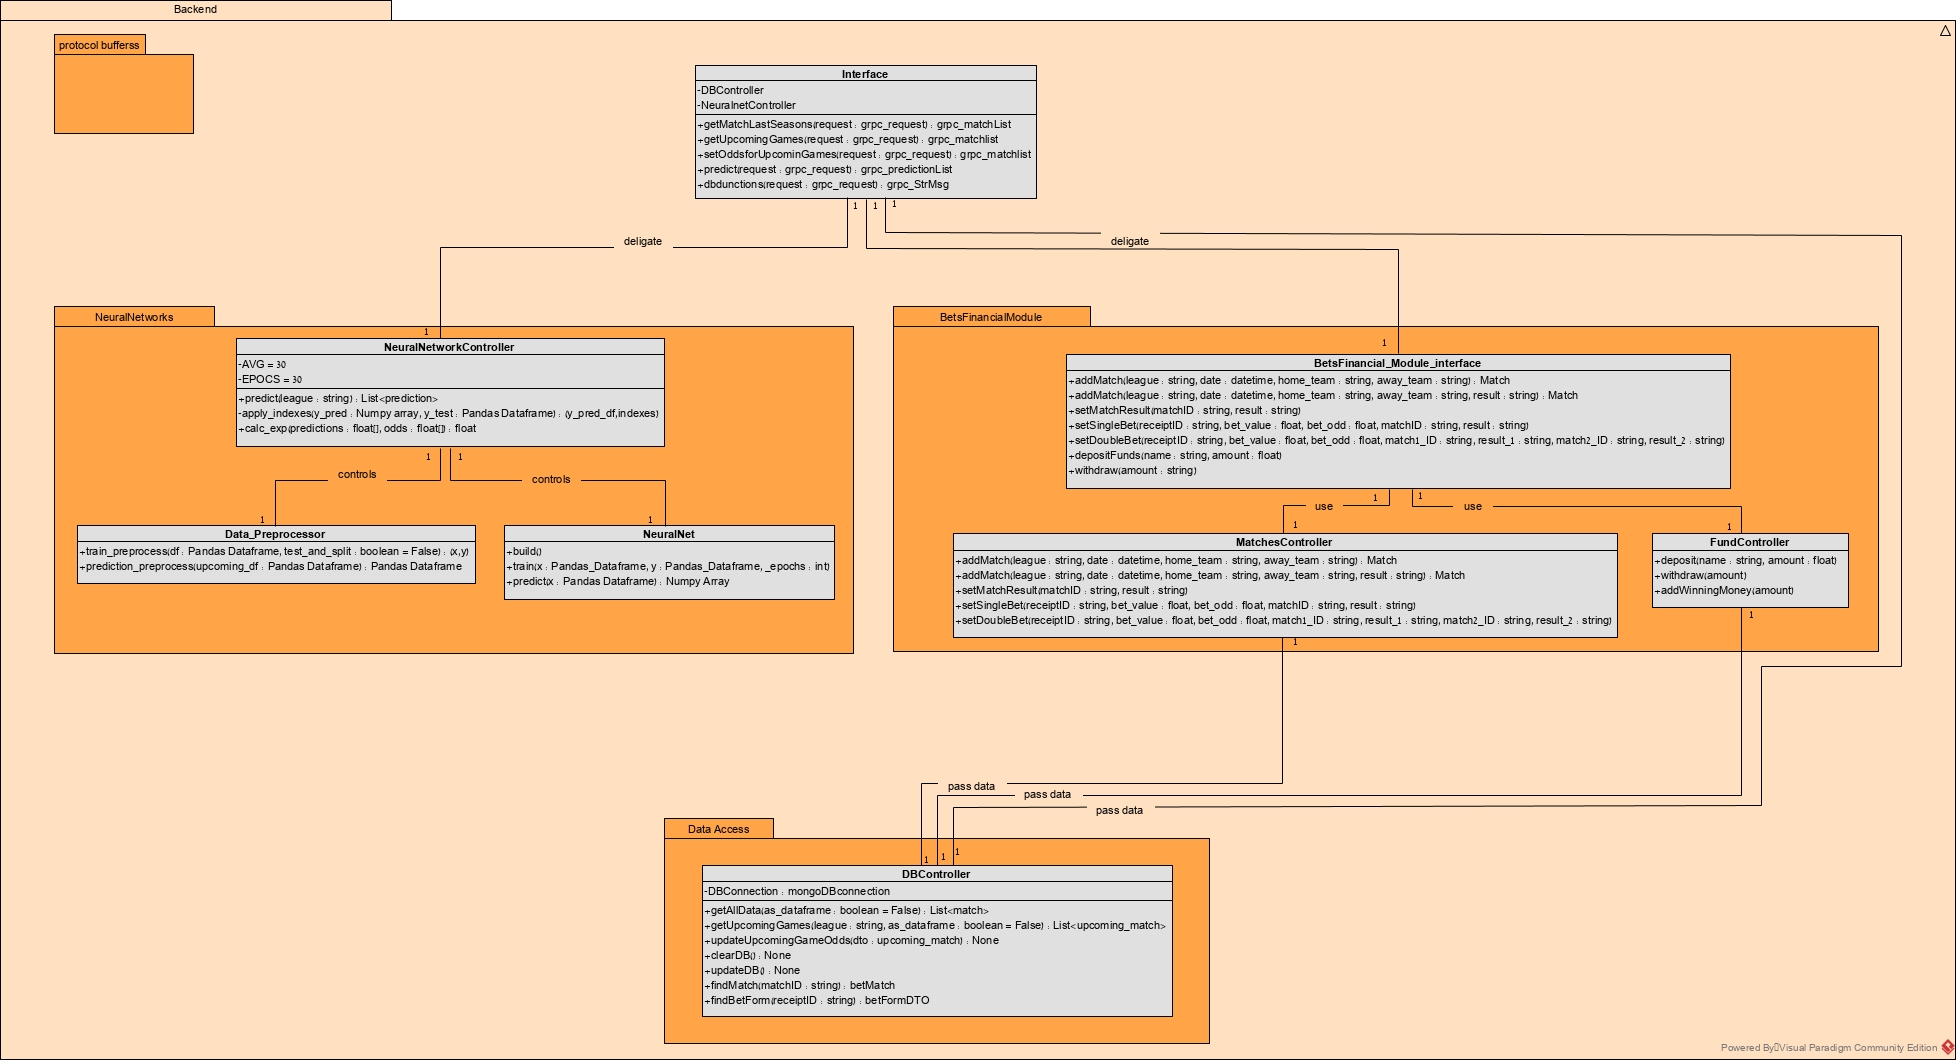 Backend
protocol bufferss
Interface
-DBController
-NeuralnetController
+getMatchLastSeasons(request : grpc_request) : grpc_matchList
+getUpcomingGames(request : grpc_request) : grpc_matchlist
+setOddsforUpcominGames(request : grpc_request) : grpc_matchlist
+predict(request : grpc_request) : grpc_predictionList
+dbdunctions(request : grpc_request) : grpc_StrMsg
1 1 1
deligate
deligate
NeuralNetworks
1
NeuralNetworkController
-AVG = 30
-EPOCS = 30
+predict(league : string) : List<prediction>
-apply_indexes(y_pred : Numpy array, y_test : Pandas Dataframe) : (y_pred_df,indexes)
+calc_exp(predictions : float[], odds : float[]) : float
1 1
controls
controls
1
1
Data_Preprocessor
+train_preprocess(df : Pandas Dataframe, test_and_split : boolean = False) : (x,y)
+prediction_preprocess(upcoming_df : Pandas Dataframe) : Pandas Dataframe
NeuralNet
+build()
+train(x : Pandas_Dataframe, y : Pandas_Dataframe, _epochs : int)
+predict(x : Pandas Dataframe) : Numpy Array
BetsFinancialModule
1
BetsFinancial_Module_interface
+addMatch(league : string, date : datetime, home_team : string, away_team : string) : Match
+addMatch(league : string, date : datetime, home_team : string, away_team : string, result : string) : Match
+setMatchResult(matchID : string, result : string)
+setSingleBet(receiptID : string, bet_value : float, bet_odd : float, matchID : string, result : string)
+setDoubleBet(receiptID : string, bet_value : float, bet_odd : float, match1_ID : string, result_1 : string, match2_ID : string, result_2 : string)
+depositFunds(name : string, amount : float)
+withdraw(amount : string)
1 1
use
use
1
1
MatchesController
+addMatch(league : string, date : datetime, home_team : string, away_team : string) : Match
+addMatch(league : string, date : datetime, home_team : string, away_team : string, result : string) : Match
+setMatchResult(matchID : string, result : string)
+setSingleBet(receiptID : string, bet_value : float, bet_odd : float, matchID : string, result : string)
+setDoubleBet(receiptID : string, bet_value : float, bet_odd : float, match1_ID : string, result_1 : string, match2_ID : string, result_2 : string)
1
FundController
+deposit(name : string, amount : float)
+withdraw(amount)
+addWinningMoney(amount)
1
pass data
pass data
pass data
Data Access
1 1 1
DBController
-DBConnection : mongoDBconnection
+getAllData(as_dataframe : boolean = False) : List<match>
+getUpcomingGames(league : string, as_dataframe : boolean = False) : List<upcoming_match>
+updateUpcomingGameOdds(dto : upcoming_match) : None
+clearDB() : None
+updateDB() : None
+findMatch(matchID : string) : betMatch
+findBetForm(receiptID : string) : betFormDTO
Powered By Visual Paradigm Community Edition